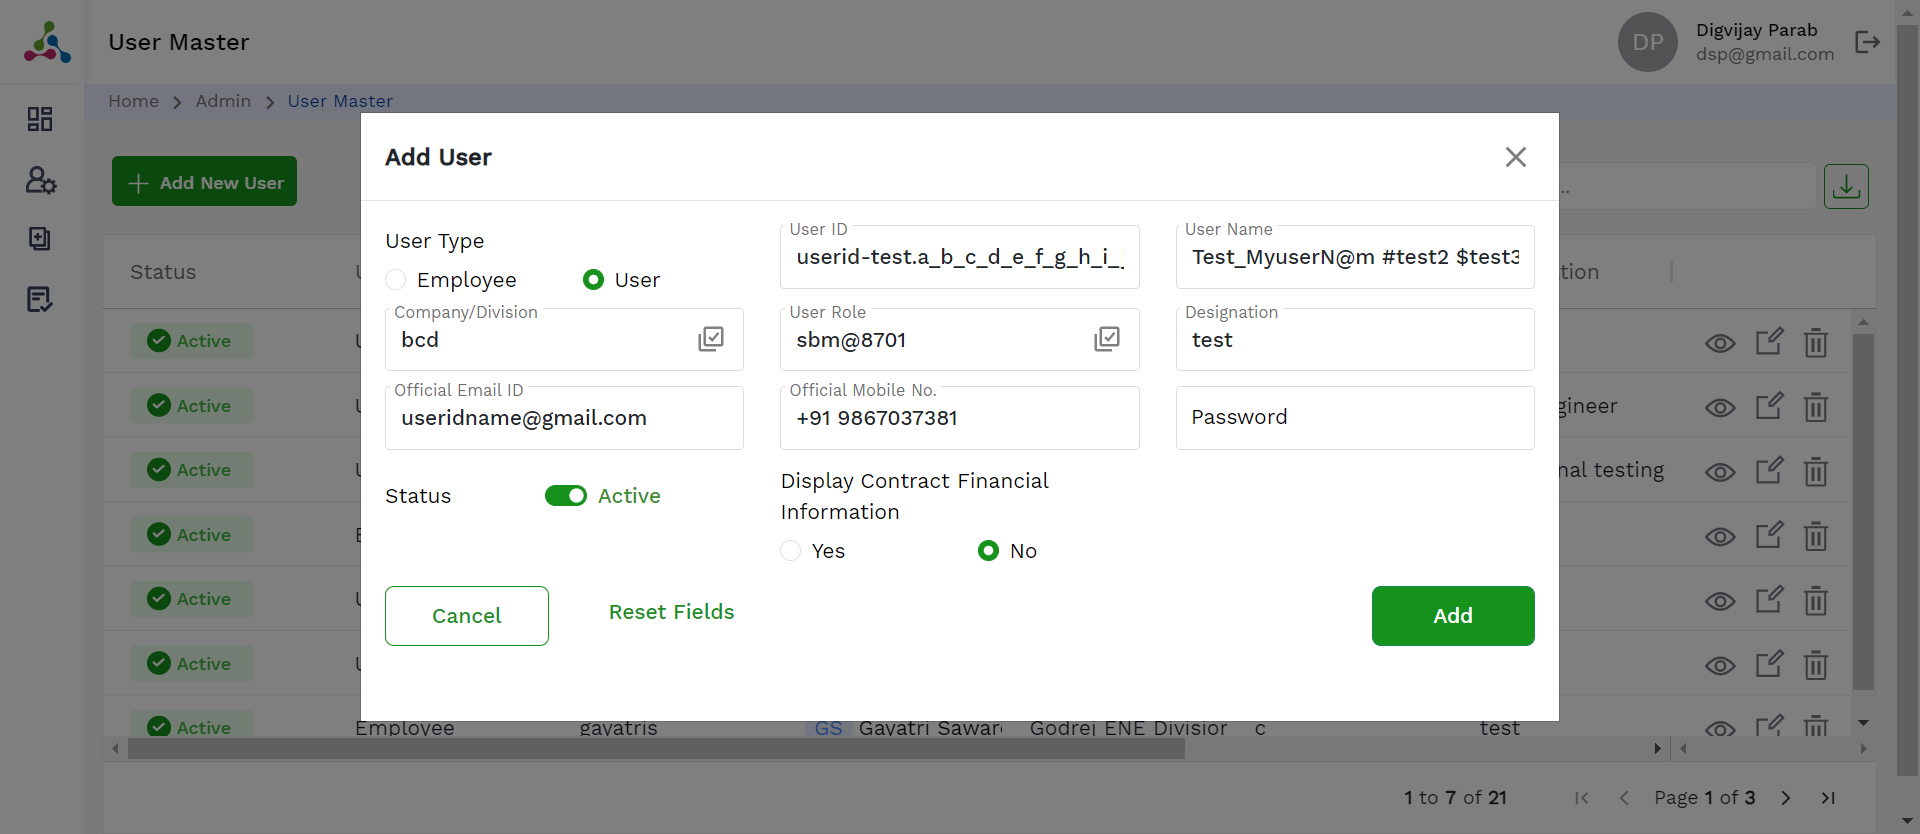 User Master
DP
Digvijay Parab
dsp@gmail.com
Home > Admin > User Master
Add New User
Add User
User Type
Employee
User
User ID
userid-test.a_b_c_d_e_f_g_h_i_
User Name
Test_MyuserN@m #test2 $test3
Company/Division
bcd
User Role
sbm@8701
Designation
test
Official Email ID
useridname@gmail.com
Official Mobile No.
+91 9867037381
Password
Status
Active
Display Contract Financial
Information
Yes
No
Cancel
Reset Fields
Add
Status
tion
Active
Active
gineer
Active
nal testing
Active
Active
Active
Active
Employee
gayatris
GS
Gayatri Sawar
Godrej ENE Division
c
test
1 to 7 of 21
Page 1 of 3